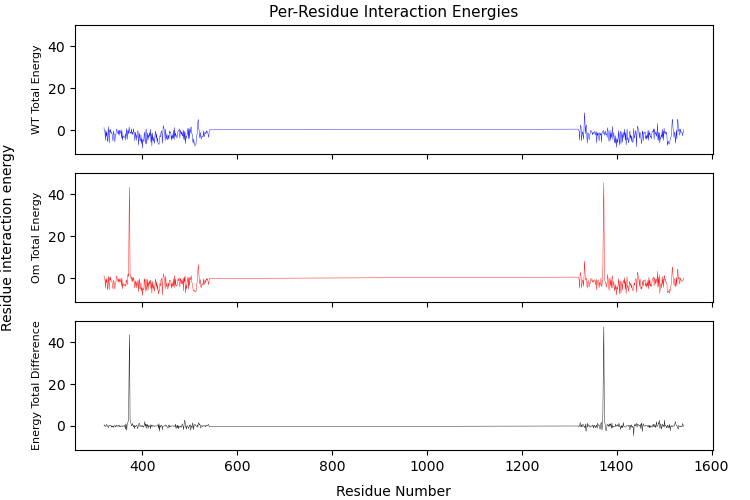 Per-Residue Interaction Energies
Residue interaction energy
WT Total Energy
40
20
0
Om Total Energy
40
20
0
Energy Total Difference
40
20
0
400 600 800 1000 1200 1400 1600
Residue Number